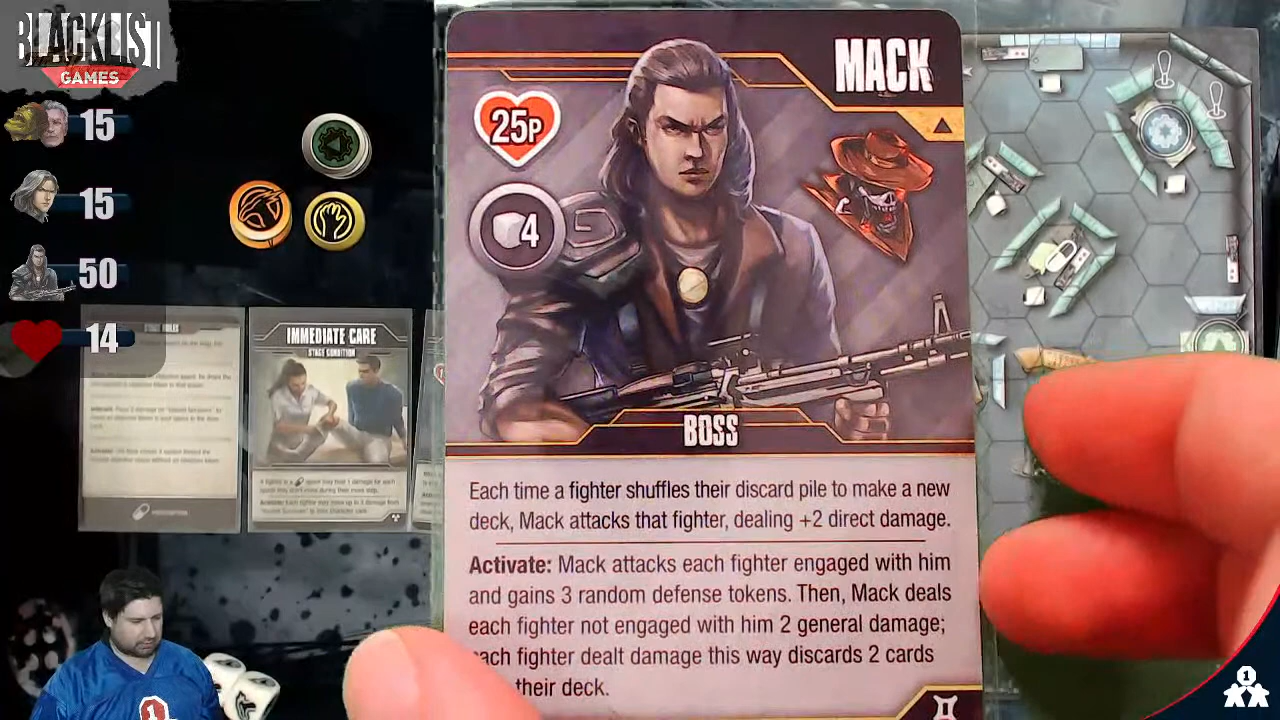 BLACKLIST
GAMES
15
15
50
14
IMMEDIATE CARE
STAGE CONDITION
MACK
25P
4
BOSS
Each time a fighter shuffles their discard pile to make a new
deck, Mack attacks that fighter, dealing +2 direct damage.
Activate: Mack attacks each fighter engaged with him
and gains 3 random defense tokens. Then, Mack deals
each fighter not engaged with him 2 general damage;
each fighter dealt damage this way discards 2 cards
their deck.
1
1